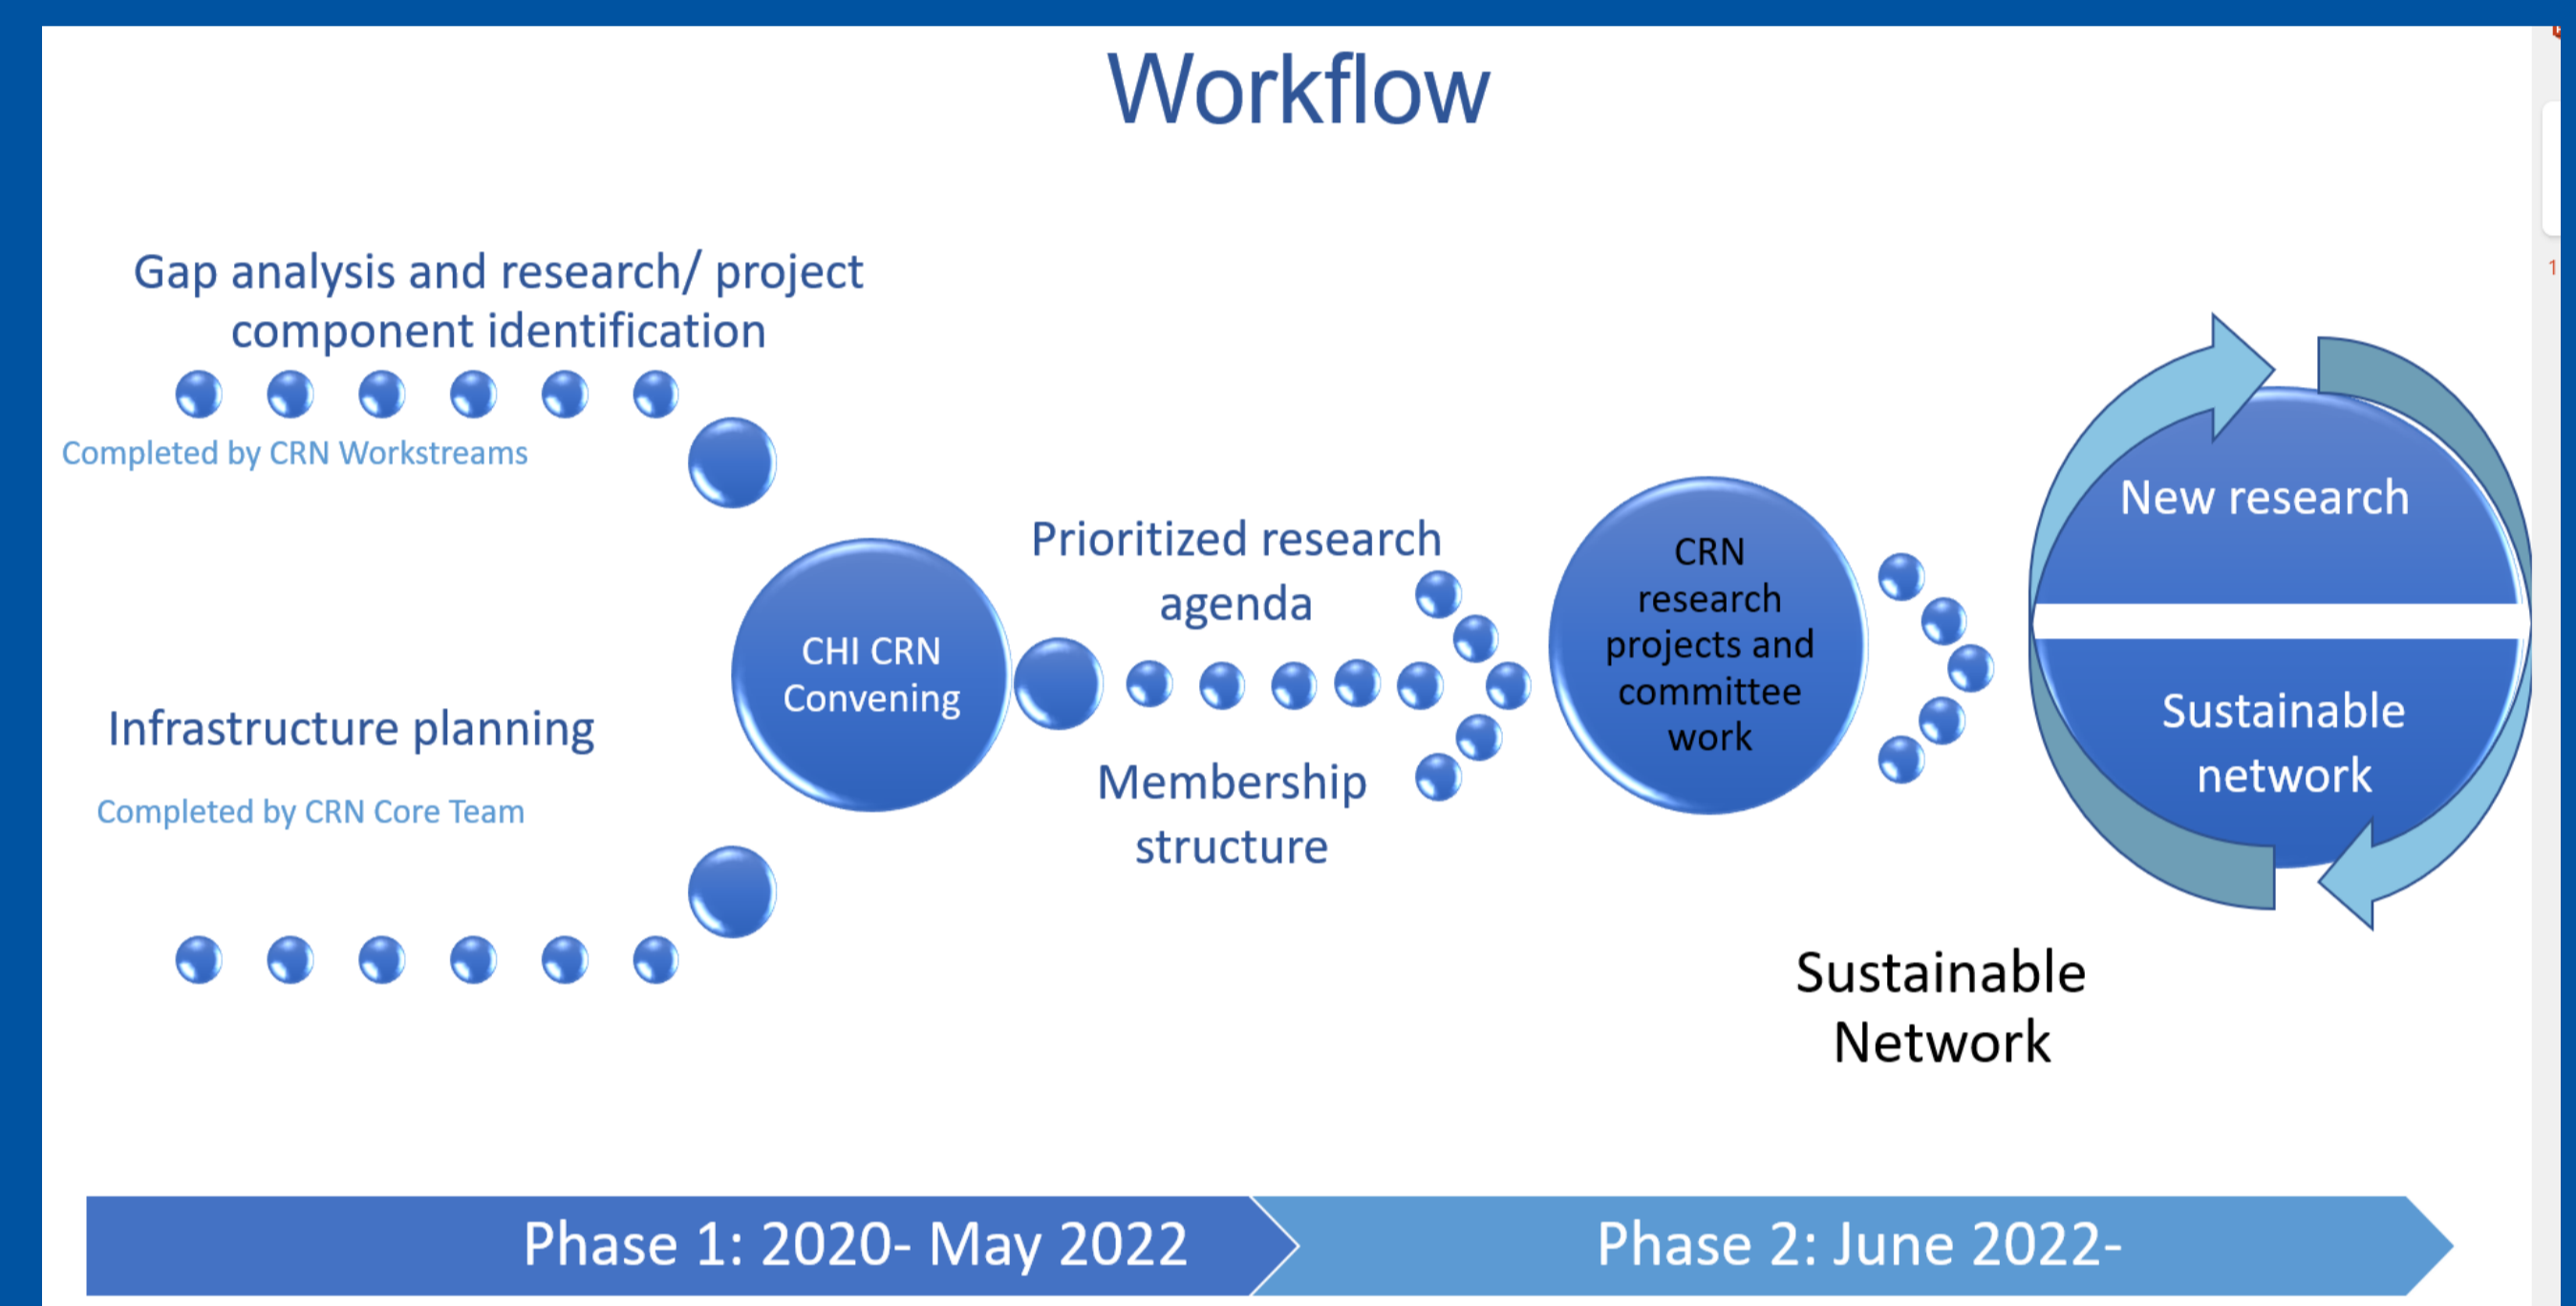 Workflow
Gap analysis and research/ project
component identification
Completed by CRN Workstreams
Infrastructure planning
Completed by CRN Core Team
CHI CRN
Convening
Prioritized research
agenda
Membership
structure
CRN
research
projects and
committee
work
New research
Sustainable
network
Sustainable
Network
Phase 1: 2020- May 2022
Phase 2: June 2022-
1